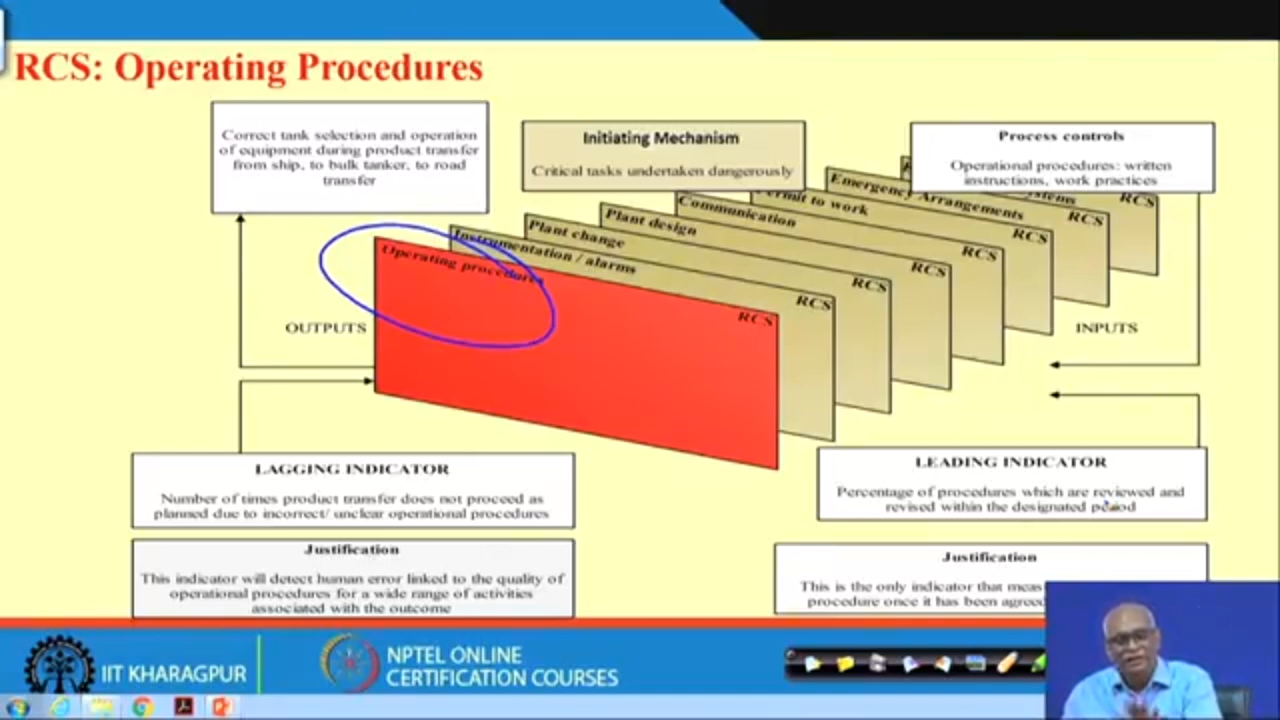 RCS: Operating Procedures
Correct tank selection and operation
of equipment during product transfer
from ship, to bulk tanker, to road
transfer
Initiating Mechanism
Critical tasks undertaken dangerously
Process controls
Operational procedures: written
instructions, work practices
Operating procedures
RCS
Instrumentation / alarms
RCS
Plant change
RCS
Plant design
RCS
Communication
RCS
Permit to work
RCS
Emergency Arrangements
RCS
RCS
OUTPUTS
INPUTS
LAGGING INDICATOR
Number of times product transfer does not proceed as
planned due to incorrect/ unclear operational procedures
Justification
This indicator will detect human error linked to the quality of
operational procedures for a wide range of activities
associated with the outcome
LEADING INDICATOR
Percentage of procedures which are reviewed and
revised within the designated period
Justification
This is the only indicator that
procedure once it has been agreed
IIT KHARAGPUR
NPTEL ONLINE
CERTIFICATION COURSES